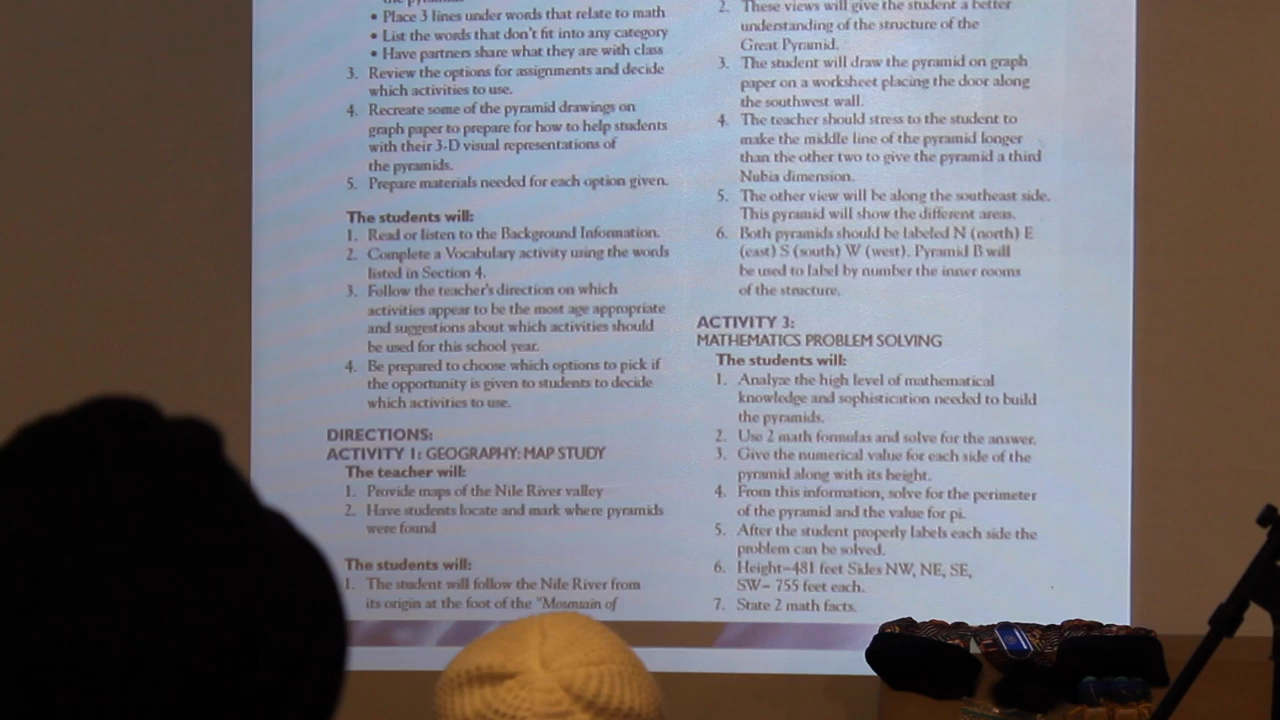 • Place 3 lines under words that relate to math
• List the words that don't fit into any category
• Have partners share what they are with class
3. Review the options for assignments and decide
which activities to use.
4. Recreate some of the pyramid drawings on
graph paper to prepare for how to help students
with their 3-D visual representations of
the pyramids.
5. Prepare materials needed for each option given.
The students will:
1. Read or listen to the Background Information.
2. Complete a Vocabulary activity using the words
listed in Section 4.
3. Follow the teacher's direction on which
activities appear to be the most age appropriate
and suggestions about which activities should
be used for this school year.
4. Be prepared to choose which options to pick if
the opportunity is given to students to decide
which activities to use.
DIRECTIONS:
ACTIVITY 1: GEOGRAPHY: MAP STUDY
The teacher will:
1. Provide maps of the Nile River valley
2. Have students locate and mark where pyramids
were found
The students will:
1. The student will follow the Nile River from
its origin at the foot of the "Mountain of
2. These views will give the student a better
understanding of the structure of the
Great Pyramid.
3. The student will draw the pyramid on graph
paper on a worksheet placing the door along
the southwest wall.
4. The teacher should stress to the student to
make the middle line of the pyramid longer
than the other two to give the pyramid a third
Nubia dimension.
5. The other view will be along the southeast side.
This pyramid will show the different areas.
6. Both pyramids should be labeled N (north) E
(east) S (south) W (west). Pyramid B will
be used to label by number the inner rooms
of the structure.
ACTIVITY 3:
MATHEMATICS PROBLEM SOLVING
The students will:
1. Analyze the high level of mathematical
knowledge and sophistication needed to build
the pyramids.
2. Use 2 math formulas and solve for the answer.
3. Give the numerical value for each side of the
pyramid along with its height.
4. From this information, solve for the perimeter
of the pyramid and the value for pi.
5. After the student properly labels each side the
problem can be solved.
6. Height-481 feet Sides NW, NE, SE,
SW- 755 feet each.
7. State 2 math facts.